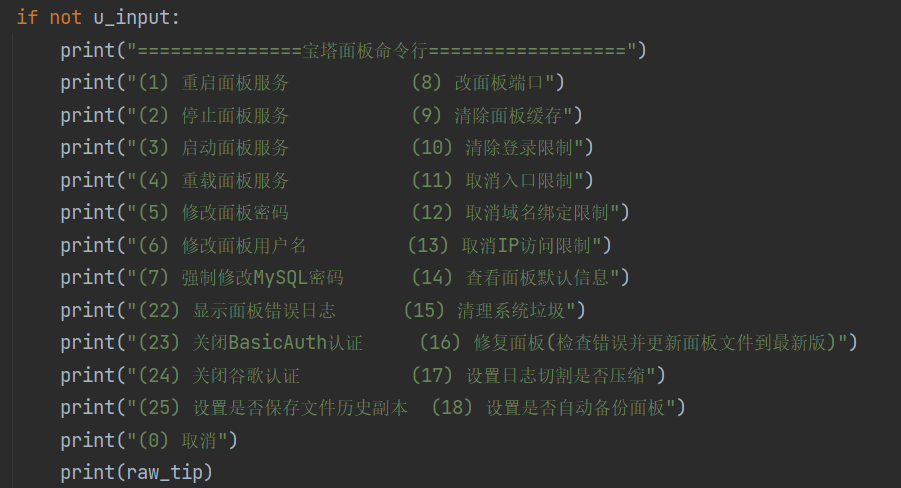 if not u_input:
    print("===============宝塔面板命令行==================")
    print("(1) 重启面板服务           (8) 改面板端口")
    print("(2) 停止面板服务           (9) 清除面板缓存")
    print("(3) 启动面板服务           (10) 清除登录限制")
    print("(4) 重载面板服务           (11) 取消入口限制")
    print("(5) 修改面板密码           (12) 取消域名绑定限制")
    print("(6) 修改面板用户名         (13) 取消IP访问限制")
    print("(7) 强制修改MySQL密码      (14) 查看面板默认信息")
    print("(22) 显示面板错误日志      (15) 清理系统垃圾")
    print("(23) 关闭BasicAuth认证     (16) 修复面板(检查错误并更新面板文件到最新版)")
    print("(24) 关闭谷歌认证          (17) 设置日志切割是否压缩")
    print("(25) 设置是否保存文件历史副本  (18) 设置是否自动备份面板")
    print("(0) 取消")
    print(raw_tip)